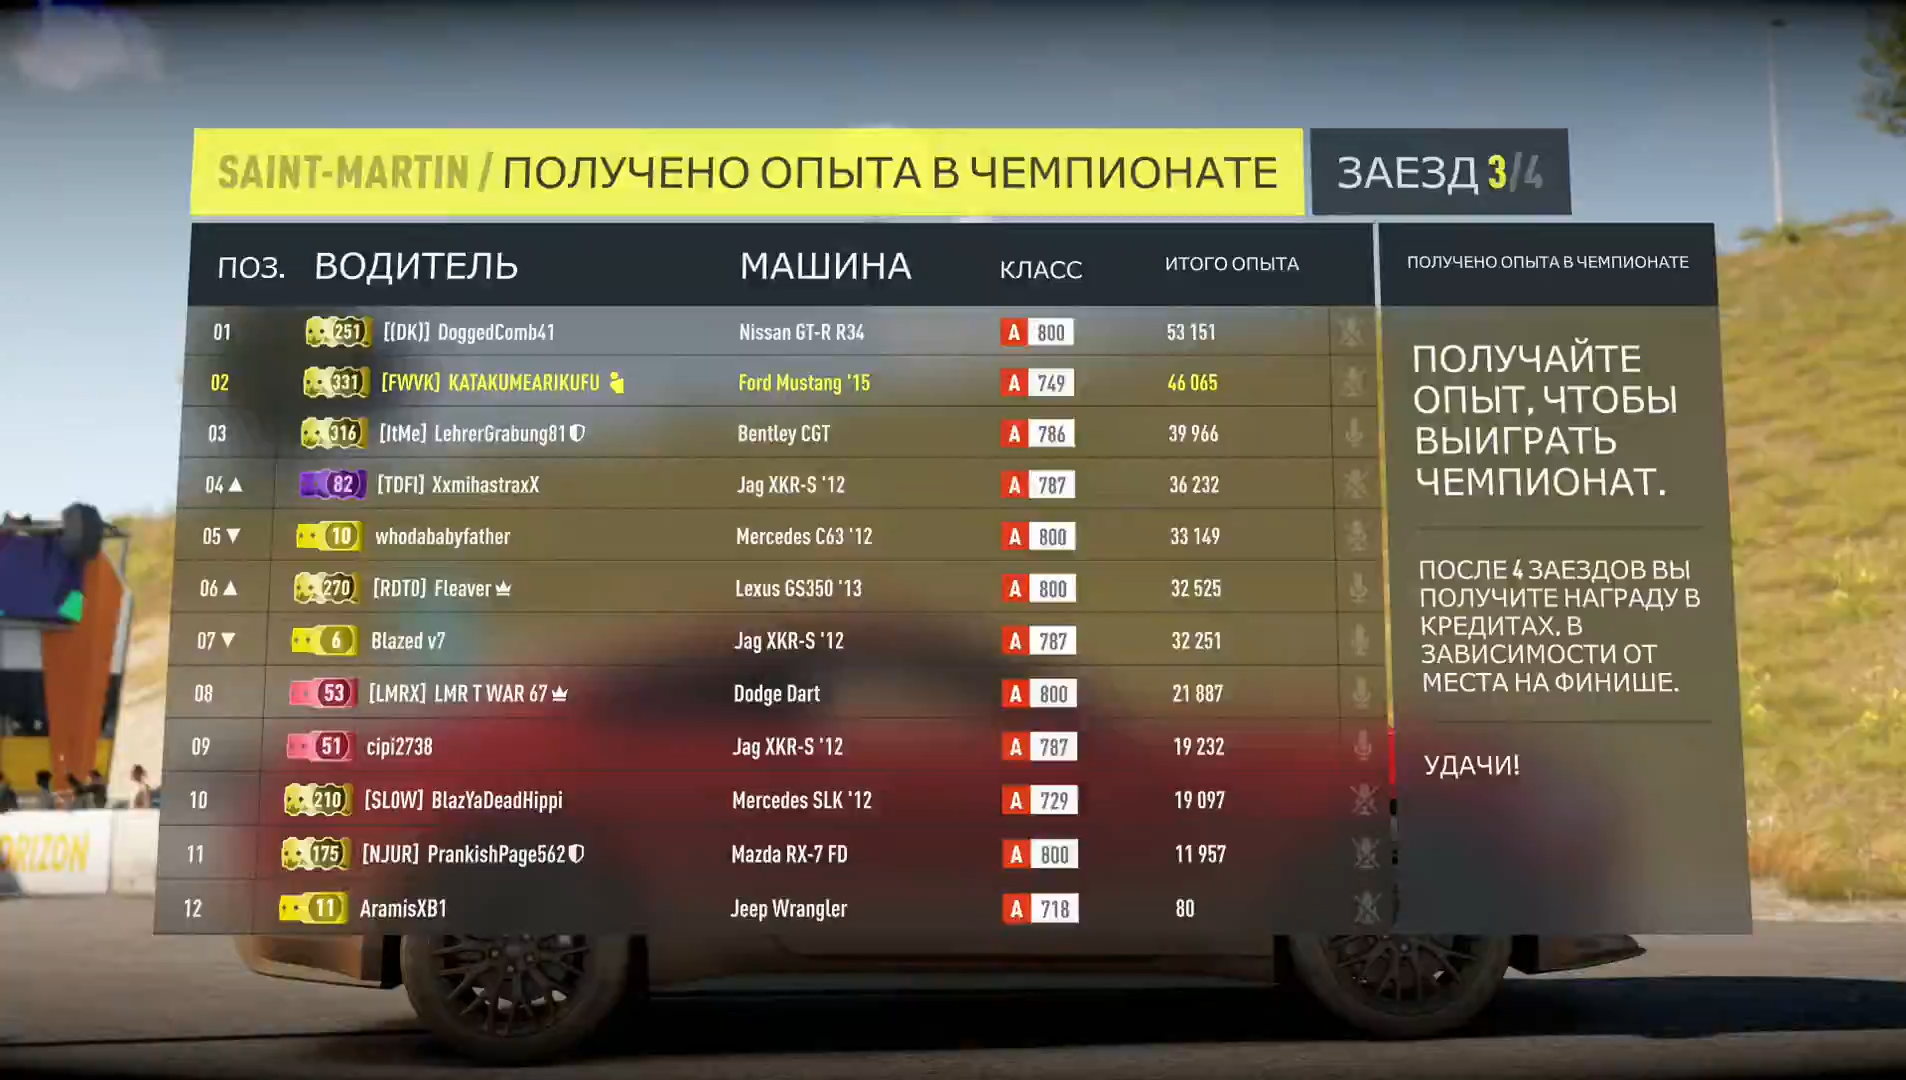 SAINT-MARTIN / ПОЛУЧЕНО ОПЫТА В ЧЕМПИОНАТЕ ЗАЕЗД 3/4
ПОЗ. ВОДИТЕЛЬ МАШИНА КЛАСС ИТОГО ОПЫТА
01 251 [(DK)] DoggedComb41 Nissan GT-R R34 A 800 53 151
02 331 [FWVK] KATAKUMEARIKUFU Ford Mustang '15 A 749 46 065
03 316 [ItMe] LehrerGrabung81 Bentley CGT A 786 39 966
04 ▲ 82 [TDFI] XxmihastraxX Jag XKR-S '12 A 787 36 232
05 ▼ 10 whodababyfather Mercedes C63 '12 A 800 33 149
06 ▲ 270 [RDTD] Fleaver Lexus GS350 '13 A 800 32 525
07 ▼ 6 Blazed v7 Jag XKR-S '12 A 787 32 251
08 53 [LMRX] LMR T WAR 67 Dodge Dart A 800 21 887
09 51 cipi2738 Jag XKR-S '12 A 787 19 232
10 210 [SLOW] BlazYaDeadHippi Mercedes SLK '12 A 729 19 097
11 175 [NJUR] PrankishPage562 Mazda RX-7 FD A 800 11 957
12 11 AramisXB1 Jeep Wrangler A 718 80
ПОЛУЧЕНО ОПЫТА В ЧЕМПИОНАТЕ
ПОЛУЧАЙТЕ
ОПЫТ, ЧТОБЫ
ВЫИГРАТЬ
ЧЕМПИОНАТ.
ПОСЛЕ 4 ЗАЕЗДОВ ВЫ
ПОЛУЧИТЕ НАГРАДУ В
КРЕДИТАХ. В
ЗАВИСИМОСТИ ОТ
МЕСТА НА ФИНИШЕ.
УДАЧИ!